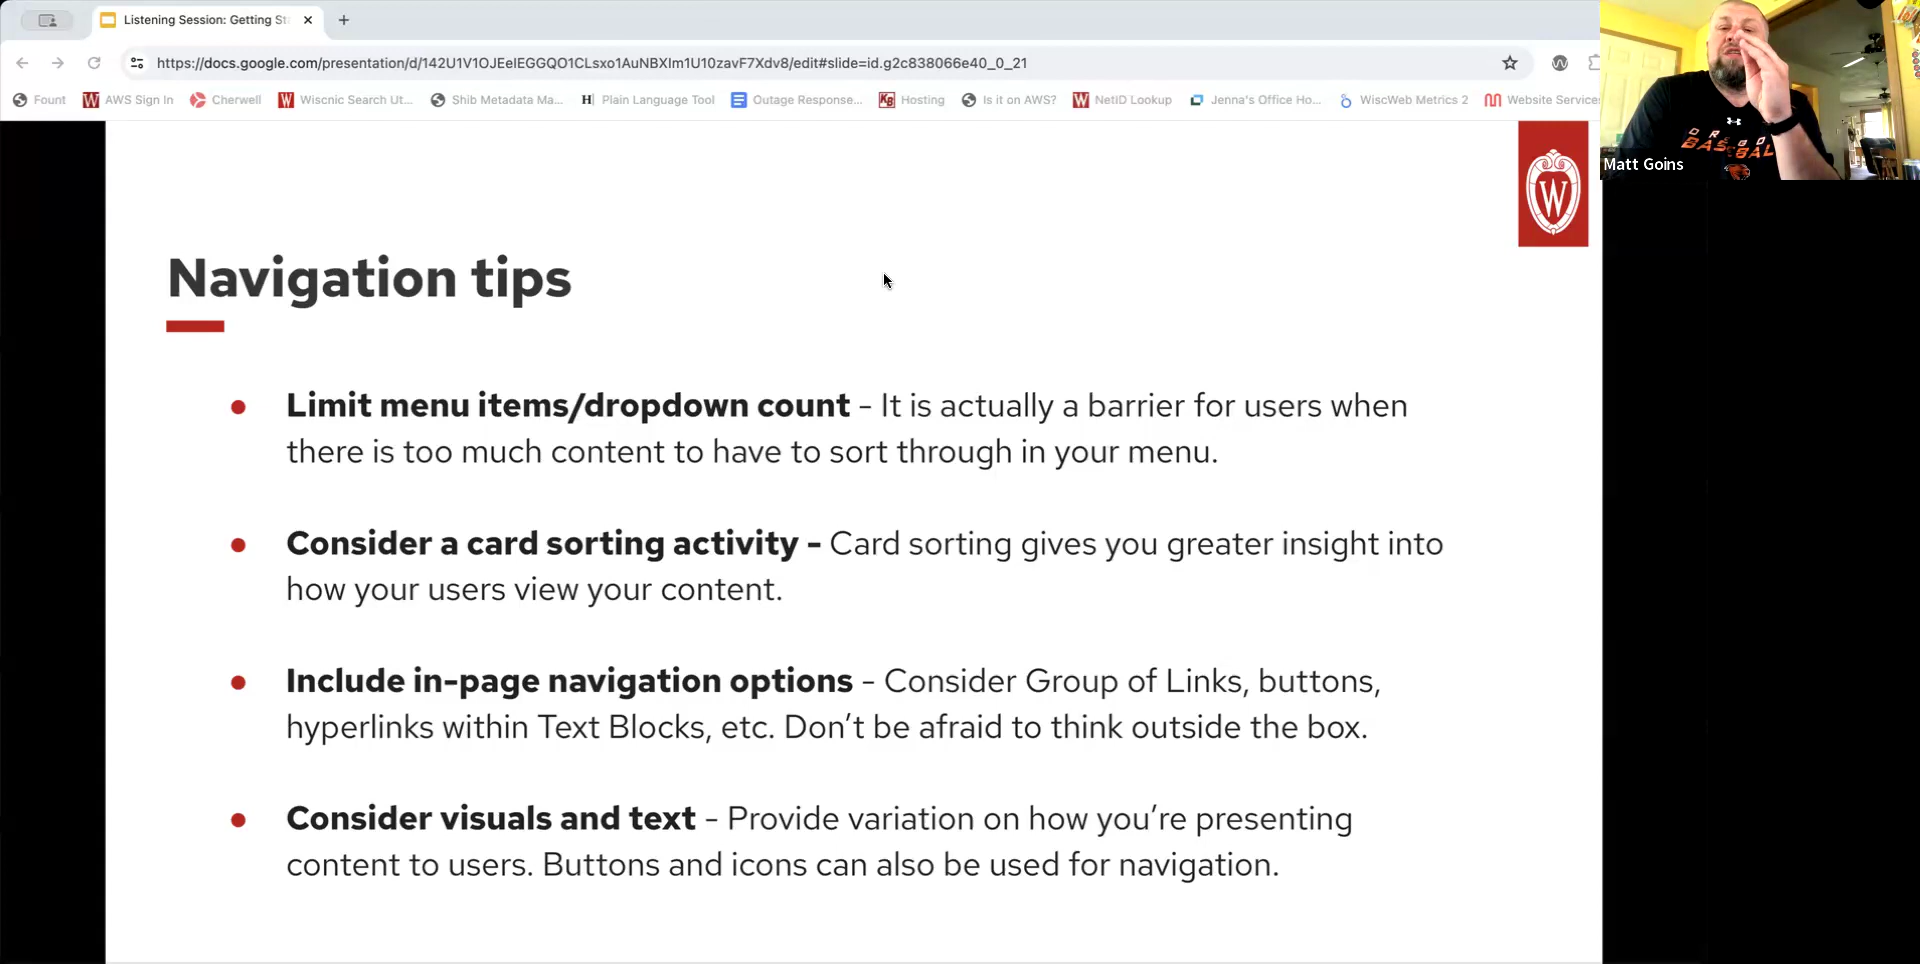 Listening Session: Getting St
https://docs.google.com/presentation/d/142U1V1OJEeIEGGQO1CLsxo1AuNBXIm1U10zavF7Xdv8/edit#slide=id.g2c838066e40_0_21
Fount AWS Sign In Cherwell Wiscnic Search Ut... Shib Metadata Ma... Plain Language Tool Outage Response... Hosting Is it on AWS? NetID Lookup Jenna's Office Ho... WiscWeb Metrics 2 Website Service
Matt Goins
W
Navigation tips
Limit menu items/dropdown count - It is actually a barrier for users when
there is too much content to have to sort through in your menu.
Consider a card sorting activity - Card sorting gives you greater insight into
how your users view your content.
Include in-page navigation options - Consider Group of Links, buttons,
hyperlinks within Text Blocks, etc. Don’t be afraid to think outside the box.
Consider visuals and text - Provide variation on how you’re presenting
content to users. Buttons and icons can also be used for navigation.